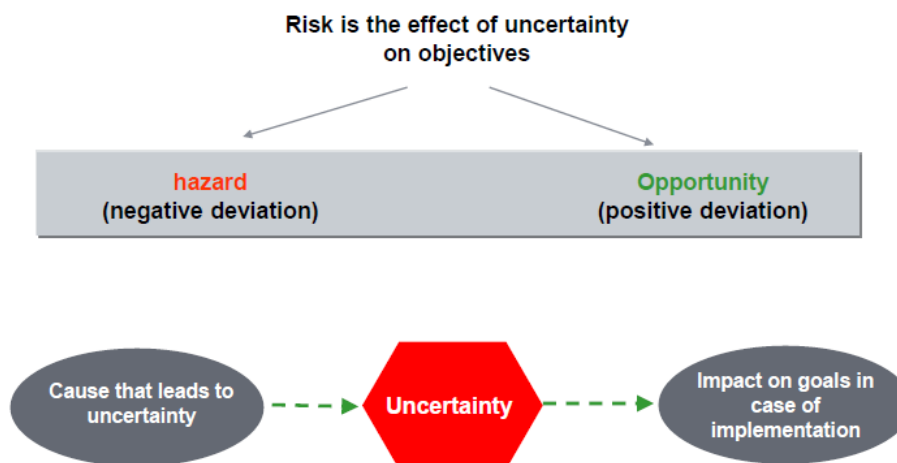 Risk is the effect of uncertainty
on objectives
hazard
(negative deviation)
Opportunity
(positive deviation)
Cause that leads to
uncertainty
Uncertainty
Impact on goals in
case of
implementation